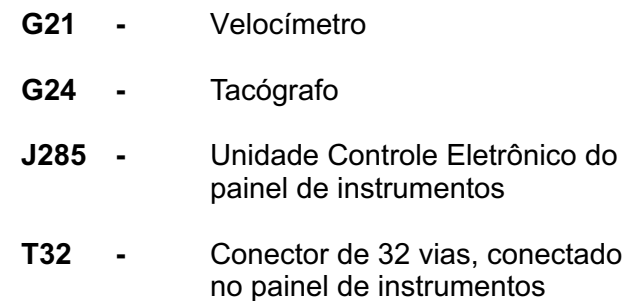 G21 - Velocímetro
G24 - Tacógrafo
J285 - Unidade Controle Eletrônico do
painel de instrumentos
T32 - Conector de 32 vias, conectado
no painel de instrumentos